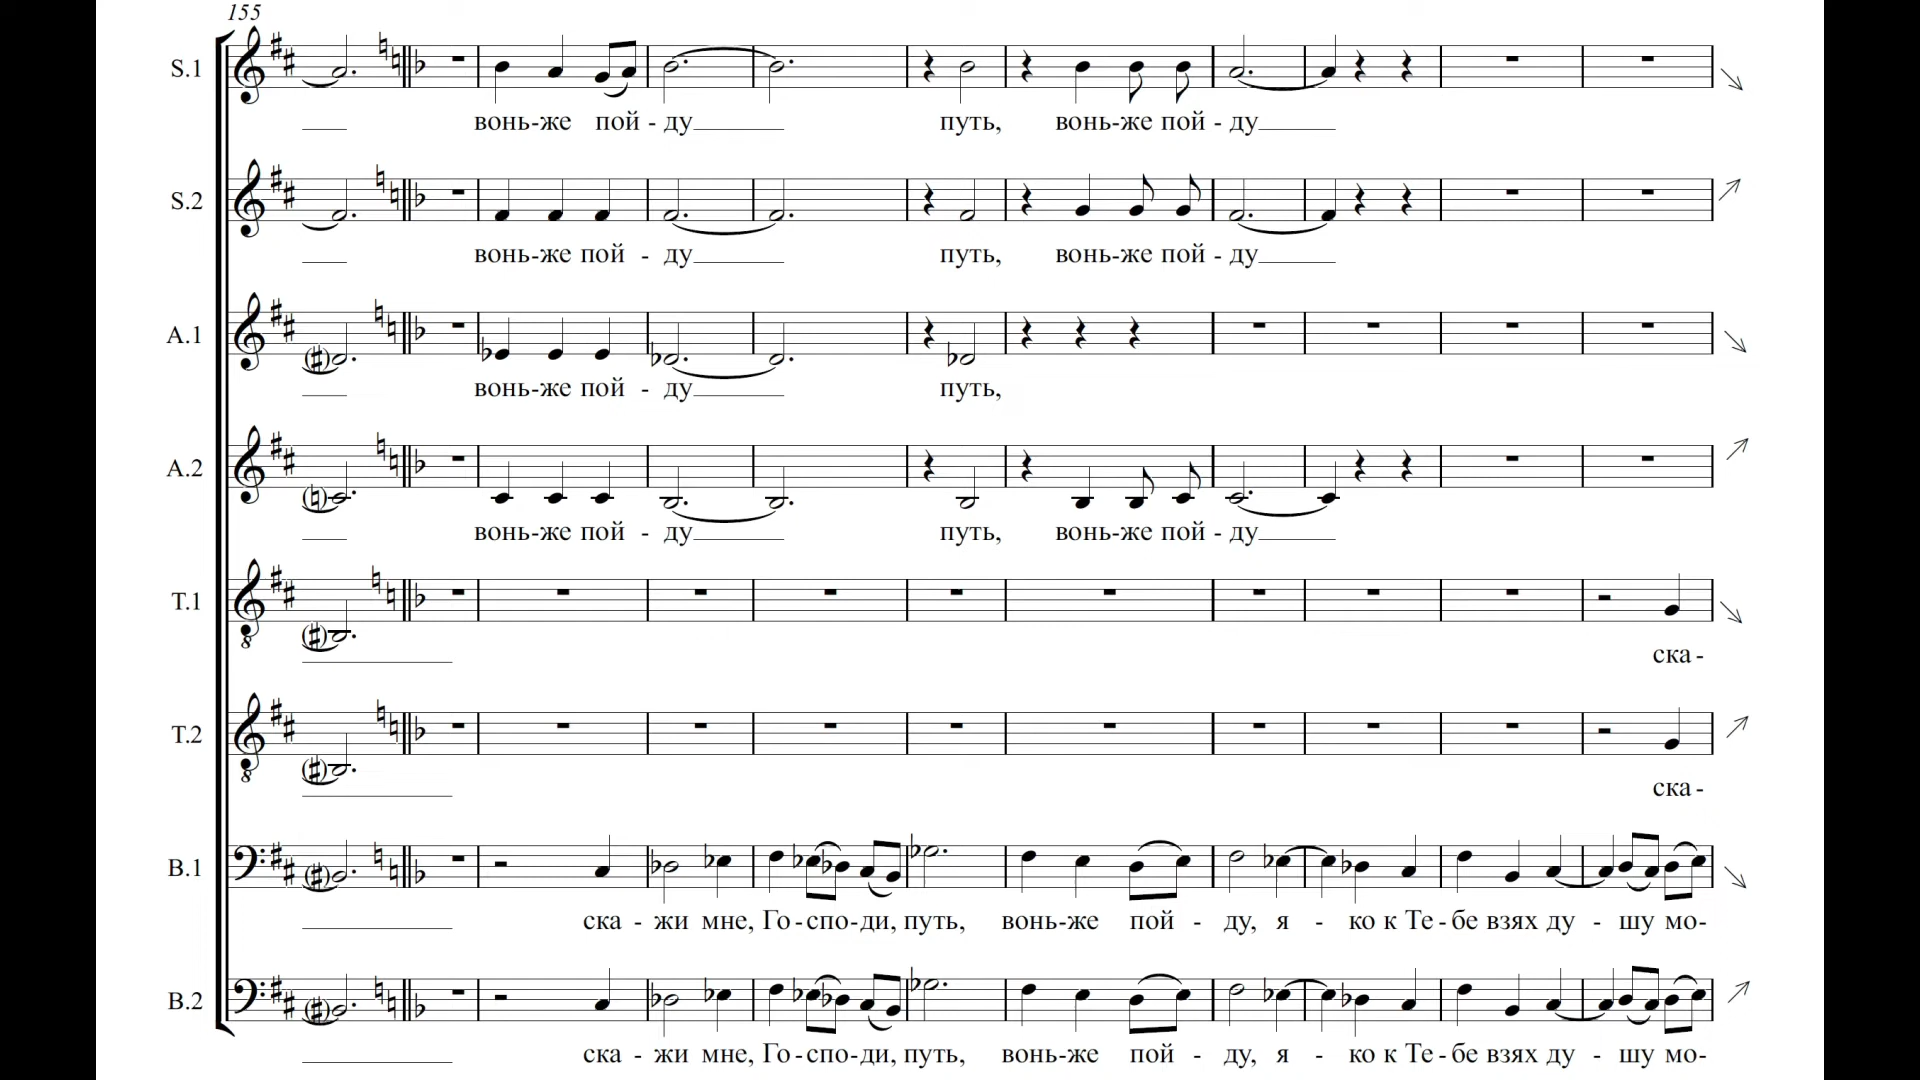 155
S.1
вонь-же пой - ду путь, вонь-же пой - ду
S.2
вонь-же пой - ду путь, вонь-же пой - ду
A.1
вонь-же пой - ду путь,
A.2
вонь-же пой - ду путь, вонь-же пой - ду
T.1
8
ска-
T.2
8
ска-
B.1
ска - жи мне, Го-спо-ди, путь, вонь-же пой - ду, я - ко к Те-бе взях ду - шу мо-
B.2
ска - жи мне, Го-спо-ди, путь, вонь-же пой - ду, я - ко к Те-бе взях ду - шу мо-